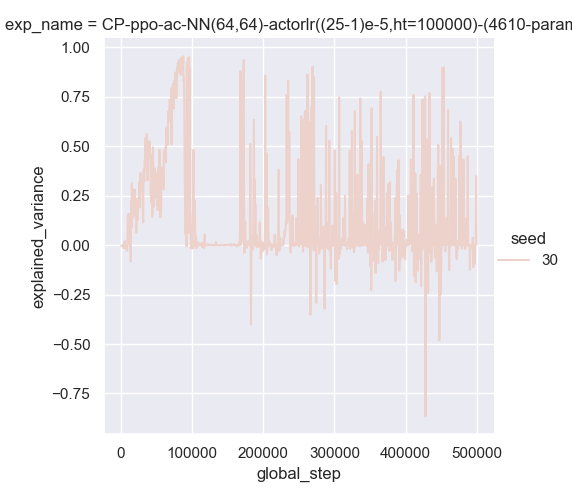 exp_name = CP-ppo-ac-NN(64,64)-actorlr((25-1)e-5,ht=100000)-(4610-param
1.00
0.75
0.50
0.25
0.00
−0.25
−0.50
−0.75
explained_variance
seed
30
0 100000 200000 300000 400000 500000
global_step